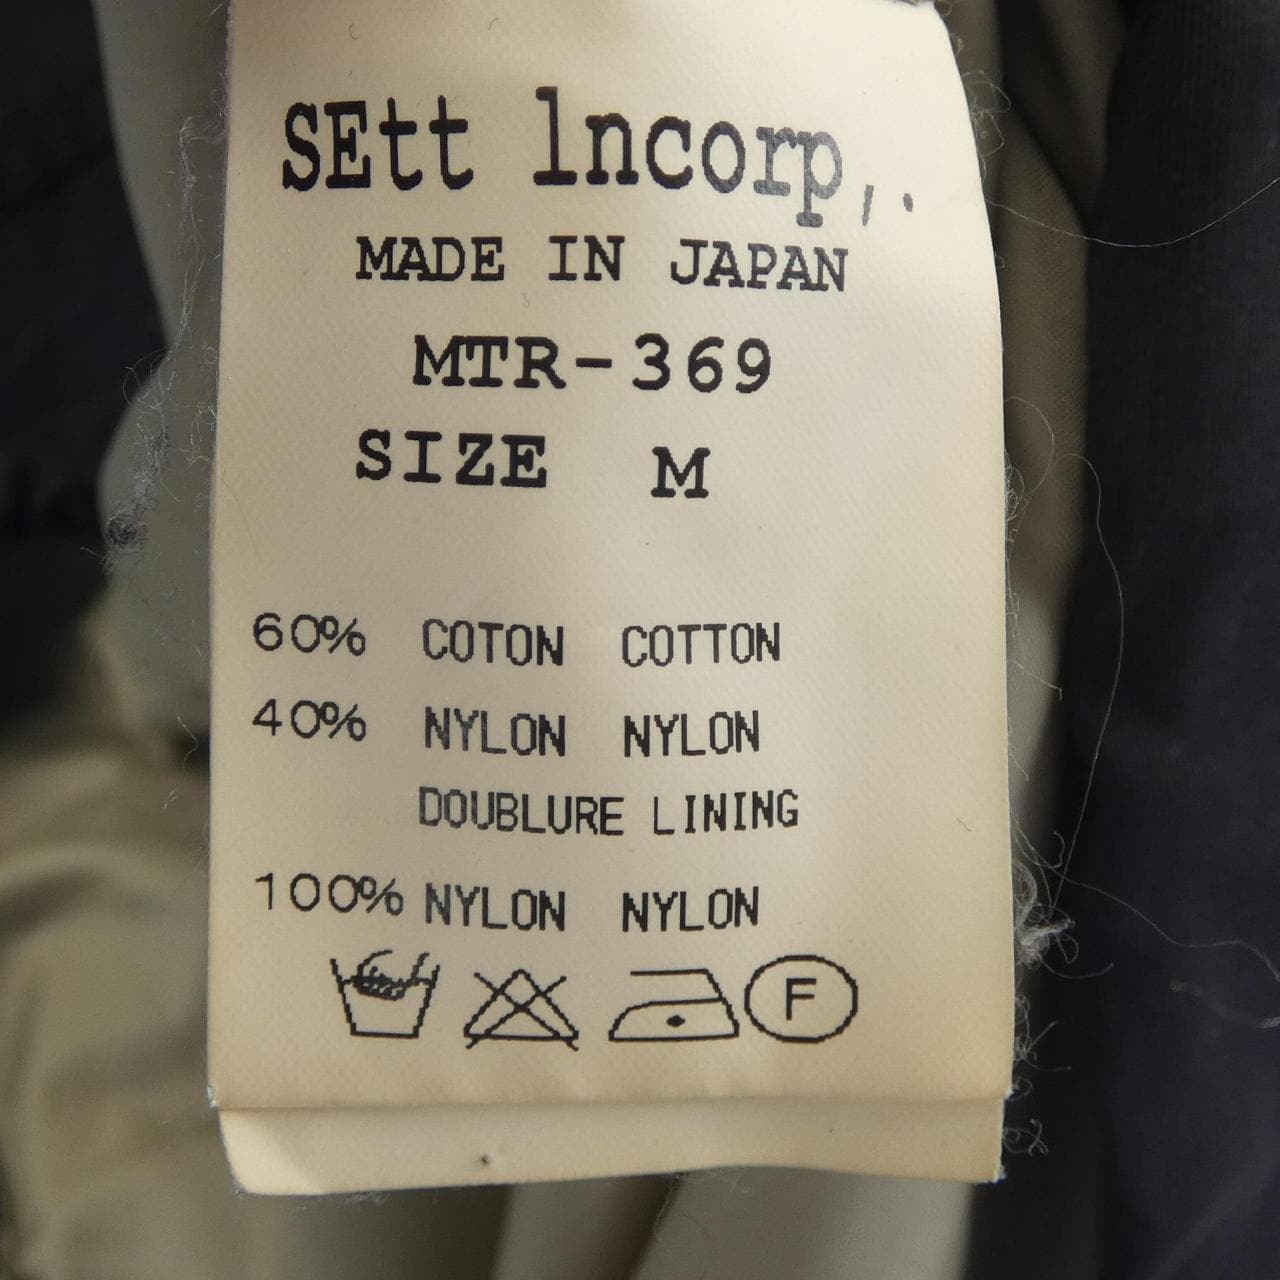 SEtt lncorp,.
MADE IN JAPAN
MTR-369
SIZE M
60% COTON COTTON
40% NYLON NYLON
DOUBLURE LINING
100% NYLON NYLON
F